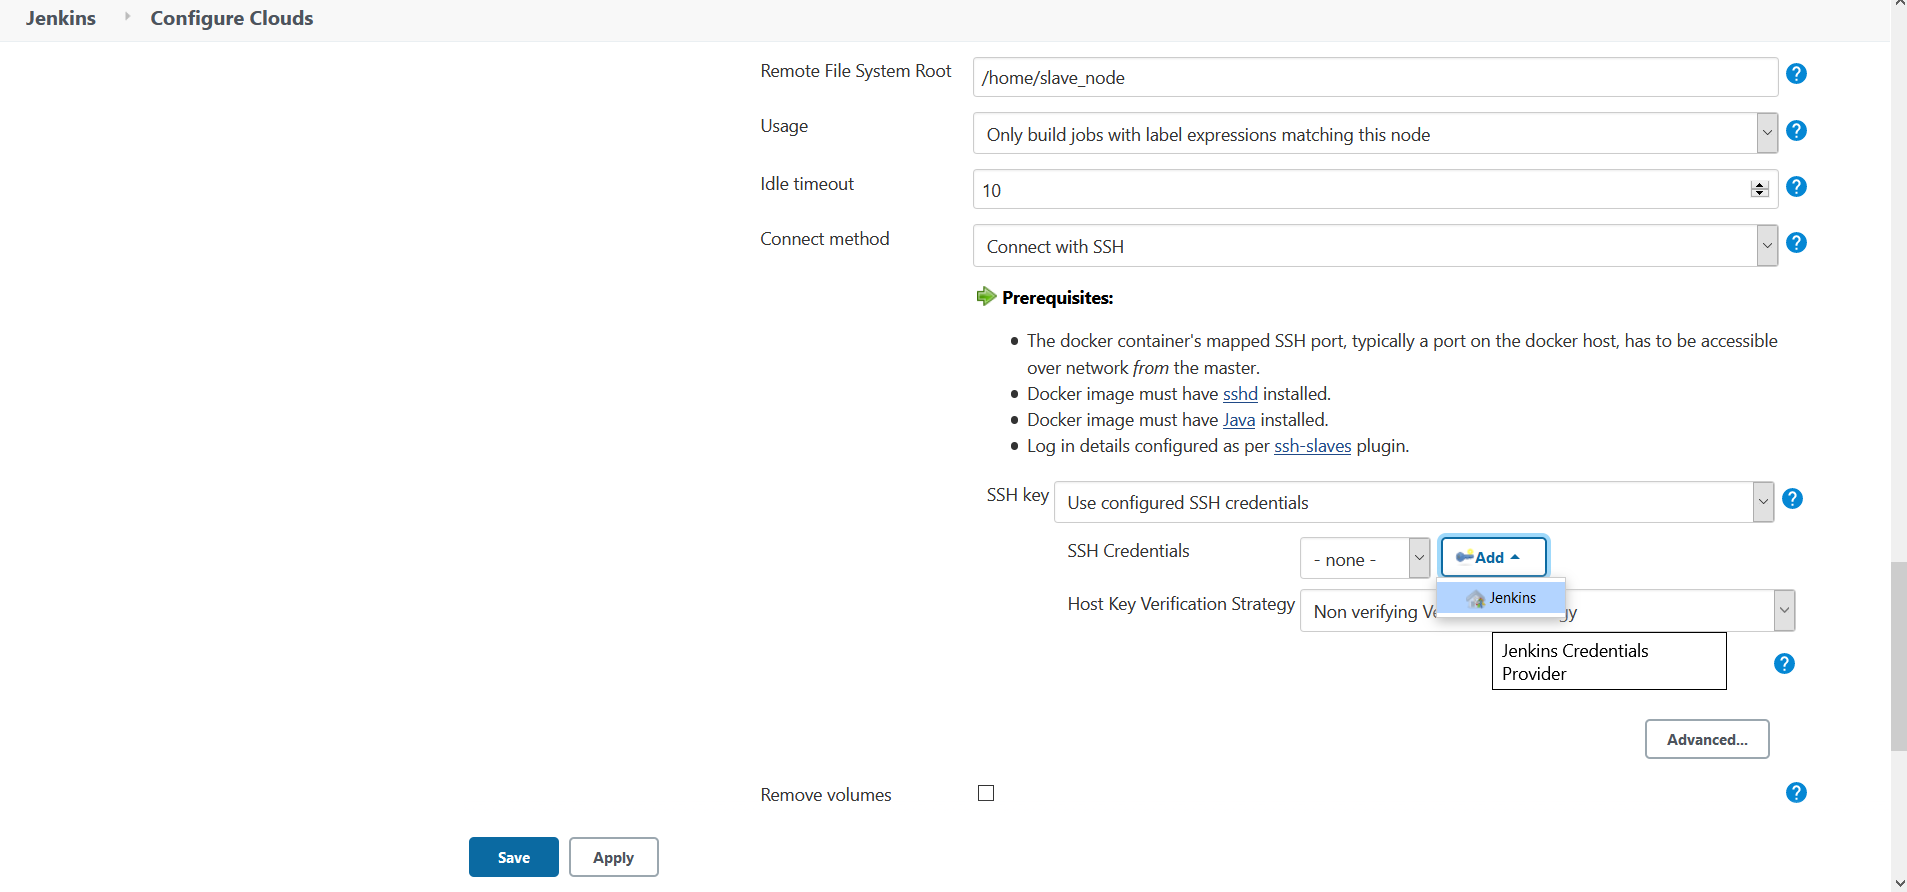 Jenkins Configure Clouds
Remote File System Root /home/slave_node ?
Usage Only build jobs with label expressions matching this node ?
Idle timeout 10 ?
Connect method Connect with SSH ?
Prerequisites:
The docker container's mapped SSH port, typically a port on the docker host, has to be accessible
over network from the master.
Docker image must have sshd installed.
Docker image must have Java installed.
Log in details configured as per ssh-slaves plugin.
SSH key Use configured SSH credentials ?
SSH Credentials - none - Add
Jenkins
Host Key Verification Strategy Non verifying
Jenkins Credentials
Provider
?
Advanced...
Remove volumes ?
Save Apply